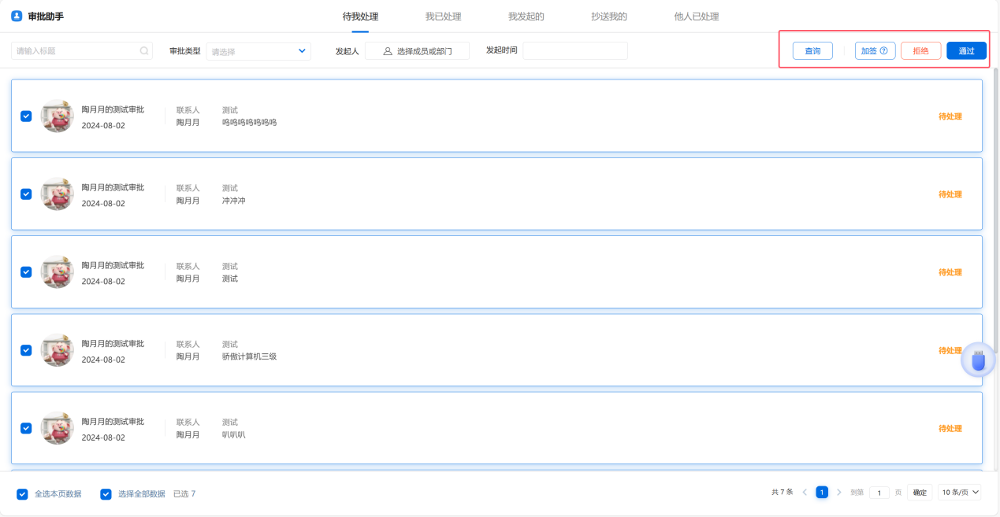 审批助手 待我处理 我已处理 我发起的 抄送我的 他人已处理
请输入标题 审批类型 请选择 发起人 选择成员或部门 发起时间 查询 加签 拒绝 通过
陶月月的测试审批 联系人 测试
2024-08-02 陶月月 呜呜呜呜呜呜呜 待处理
陶月月的测试审批 联系人 测试
2024-08-02 陶月月 冲冲冲 待处理
陶月月的测试审批 联系人 测试
2024-08-02 陶月月 测试 待处理
陶月月的测试审批 联系人 测试
2024-08-02 陶月月 骄傲计算机三级 待处理
陶月月的测试审批 联系人 测试
2024-08-02 陶月月 叭叭叭 待处理
全选本页数据 选择全部数据 已选 7 共 7 条 1 到第 1 页 确定 10 条/页